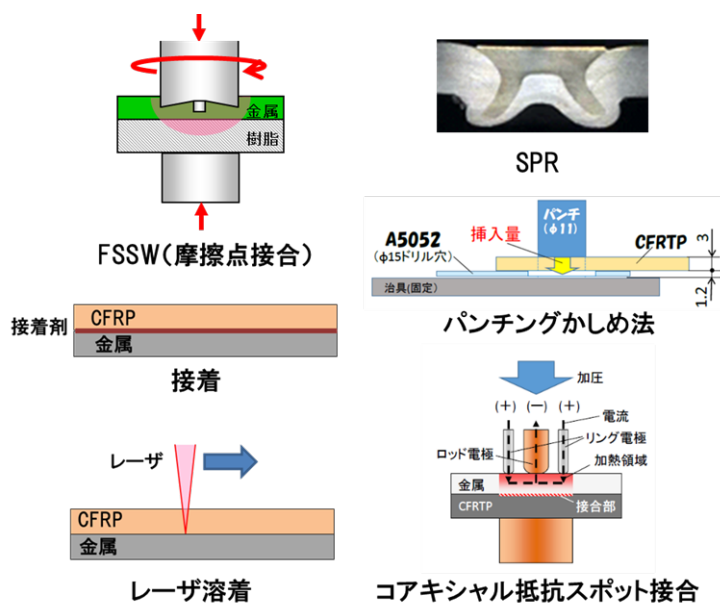 金属
樹脂
FSSW(摩擦点接合)
SPR
パンチ
(φ11)
挿入量
CFRTP
A5052
(φ15ドリル穴)
3
1.2
治具(固定)
パンチングかしめ法
接着剤
CFRP
金属
接着
レーザ
CFRP
金属
レーザ溶着
加圧
(+) (-) (+)
電流
リング電極
ロッド電極
加熱領域
金属
CFRTP
接合部
コアキシャル抵抗スポット接合